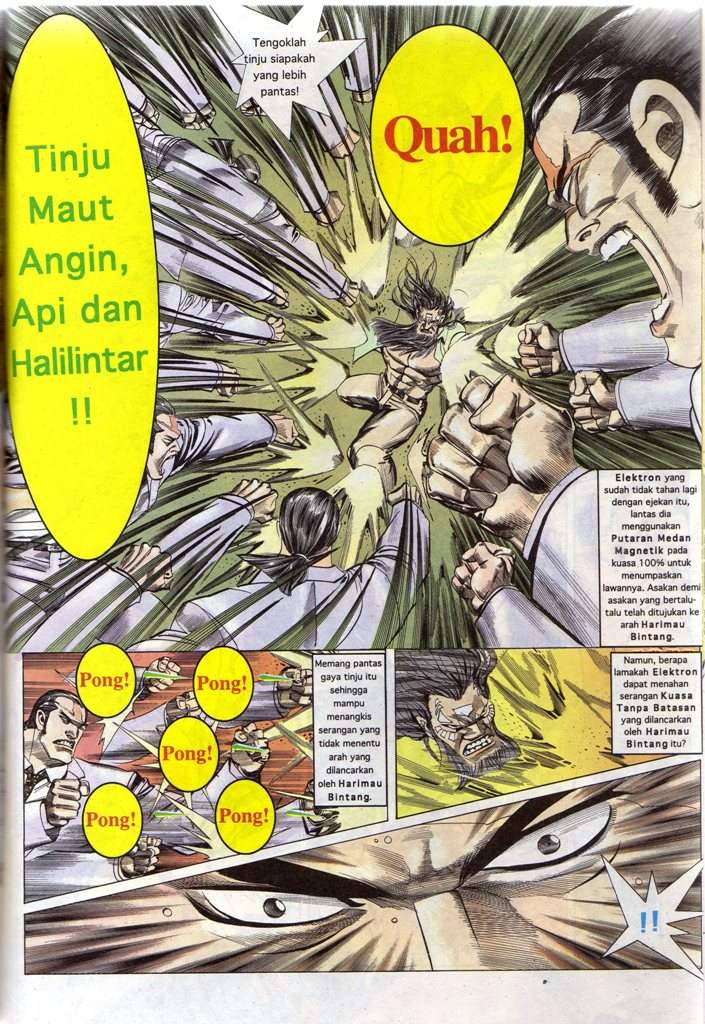 Tengoklah
tinju siapakah
yang lebih
pantas!
Quah!
Tinju
Maut
Angin,
Api dan
Halilintar
!!
Elektron yang
sudah tidak tahan lagi
dengan ejekan itu,
lantas dia
menggunakan
Putaran Medan
Magnetik pada
kuasa 100% untuk
menumpaskan
lawannya. Asakan demi
asakan yang bertalu-
talu telah ditujukan ke
arah Harimau
Bintang.
Pong!
Pong!
Pong!
Pong!
Pong!
Memang pantas
gaya tinju itu
sehingga
mampu
menangkis
serangan yang
tidak menentu
arah yang
dilancarkan
oleh Harimau
Bintang.
Namun, berapa
lamakah Elektron
dapat menahan
serangan Kuasa
Tanpa Batasan
yang dilancarkan
oleh Harimau
Bintang itu?
!!